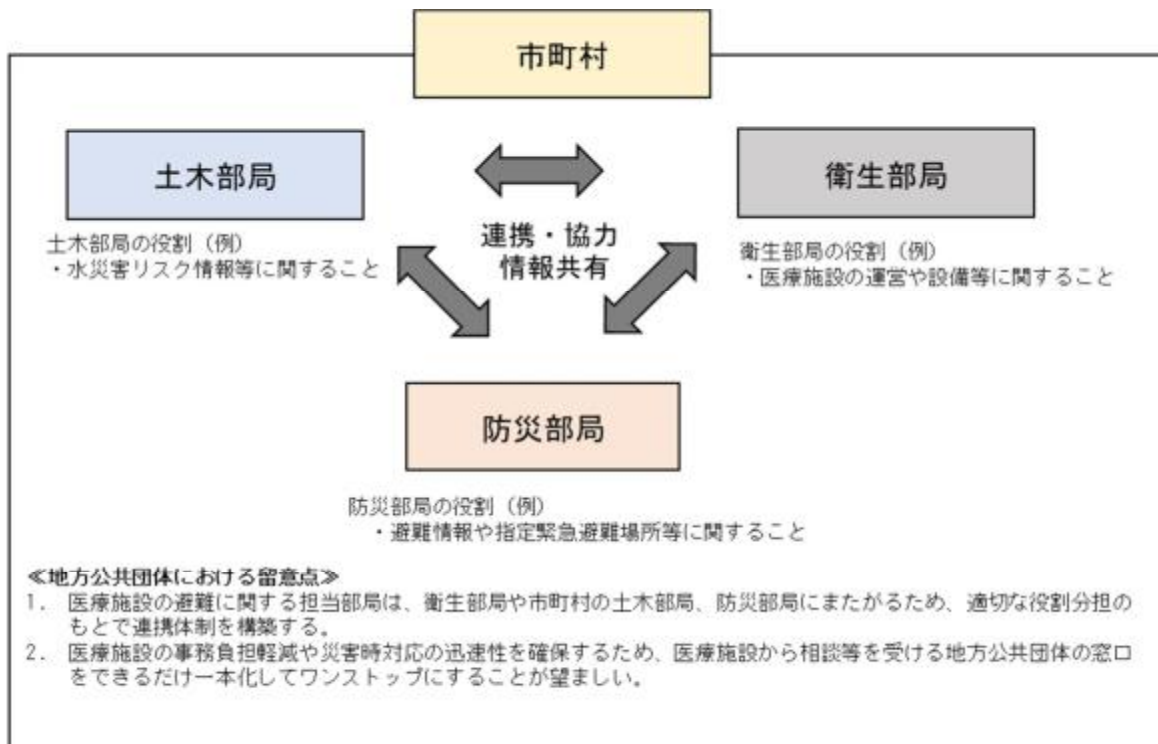 市町村
土木部局
衛生部局
土木部局の役割（例）
・水災害リスク情報等に関すること
連携・協力
情報共有
衛生部局の役割（例）
・医療施設の運営や設備等に関すること
防災部局
防災部局の役割（例）
・避難情報や指定緊急避難場所等に関すること
≪地方公共団体における留意点≫
1． 医療施設の避難に関する担当部局は、衛生部局や市町村の土木部局、防災部局にまたがるため、適切な役割分担の
もとで連携体制を構築する。
2． 医療施設の事務負担軽減や災害時対応の迅速性を確保するため、医療施設から相談等を受ける地方公共団体の窓口
をできるだけ一本化してワンストップにすることが望ましい。